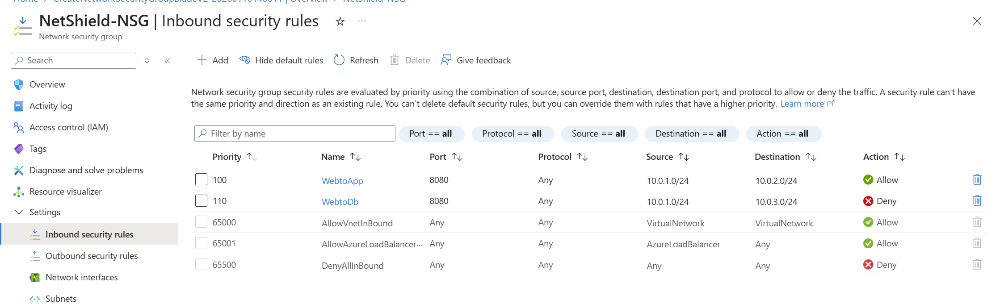 Home > CreateNetworkSecurityGroupBladeV2-20260110140611 | Overview > NetShield-NSG
NetShield-NSG | Inbound security rules
Network security group
Search
Overview
Activity log
Access control (IAM)
Tags
Diagnose and solve problems
Resource visualizer
Settings
Inbound security rules
Outbound security rules
Network interfaces
Subnets
Add Hide default rules Refresh Delete Give feedback
Network security group security rules are evaluated by priority using the combination of source, source port, destination, destination port, and protocol to allow or deny the traffic. A security rule can't have
the same priority and direction as an existing rule. You can't delete default security rules, but you can override them with rules that have a higher priority. Learn more
Filter by name Port == all Protocol == all Source == all Destination == all Action == all
Priority Name Port Protocol Source Destination Action
100 WebtoApp 8080 Any 10.0.1.0/24 10.0.2.0/24 Allow
110 WebtoDb 8080 Any 10.0.1.0/24 10.0.3.0/24 Deny
65000 AllowVnetInBound Any Any VirtualNetwork VirtualNetwork Allow
65001 AllowAzureLoadBalancer... Any Any AzureLoadBalancer Any Allow
65500 DenyAllInBound Any Any Any Any Deny